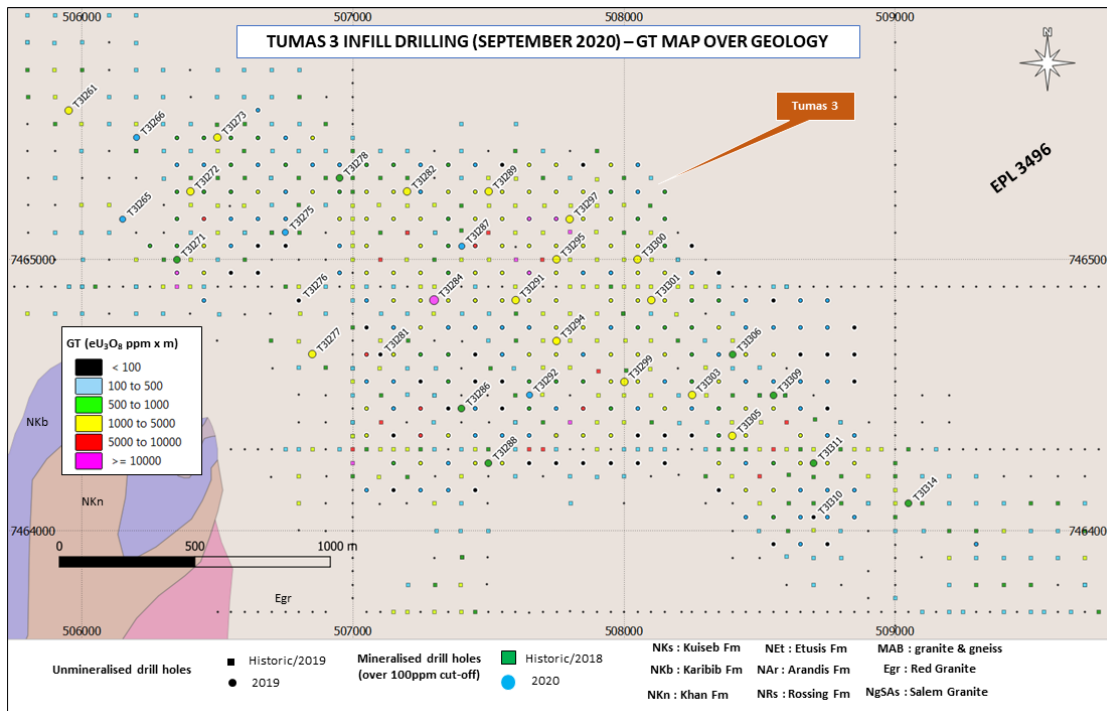 506000 507000 508000 509000
TUMAS 3 INFILL DRILLING (SEPTEMBER 2020) – GT MAP OVER GEOLOGY
N
Tumas 3
EPL 3496
T3I261
T3I266
T3I273
T3I278
T3I272
T3I282
T3I289
T3I265
T3I275
T3I297
T3I287
T3I271
T3I295
T3I300
7465000 7465000
T3I276
T3I284
T3I291
T3I301
T3I277
T3I281
T3I294
T3I306
T3I299
T3I286
T3I292
T3I303
T3I309
T3I305
T3I288
T3I311
T3I310
T3I314
GT (eU₃O₈ ppm x m)
< 100
100 to 500
500 to 1000
1000 to 5000
5000 to 10000
>= 10000
NKb
NKn
Egr
7464000 7464000
0 500 1000 m
506000 507000 508000 509000
Unmineralised drill holes
Historic/2019
2019
Mineralised drill holes
(over 100ppm cut-off)
Historic/2018
2020
NKs : Kuiseb Fm NEt : Etusis Fm MAB : granite & gneiss
NKb : Karibib Fm NAr : Arandis Fm Egr : Red Granite
NKn : Khan Fm NRs : Rossing Fm NgSAs : Salem Granite